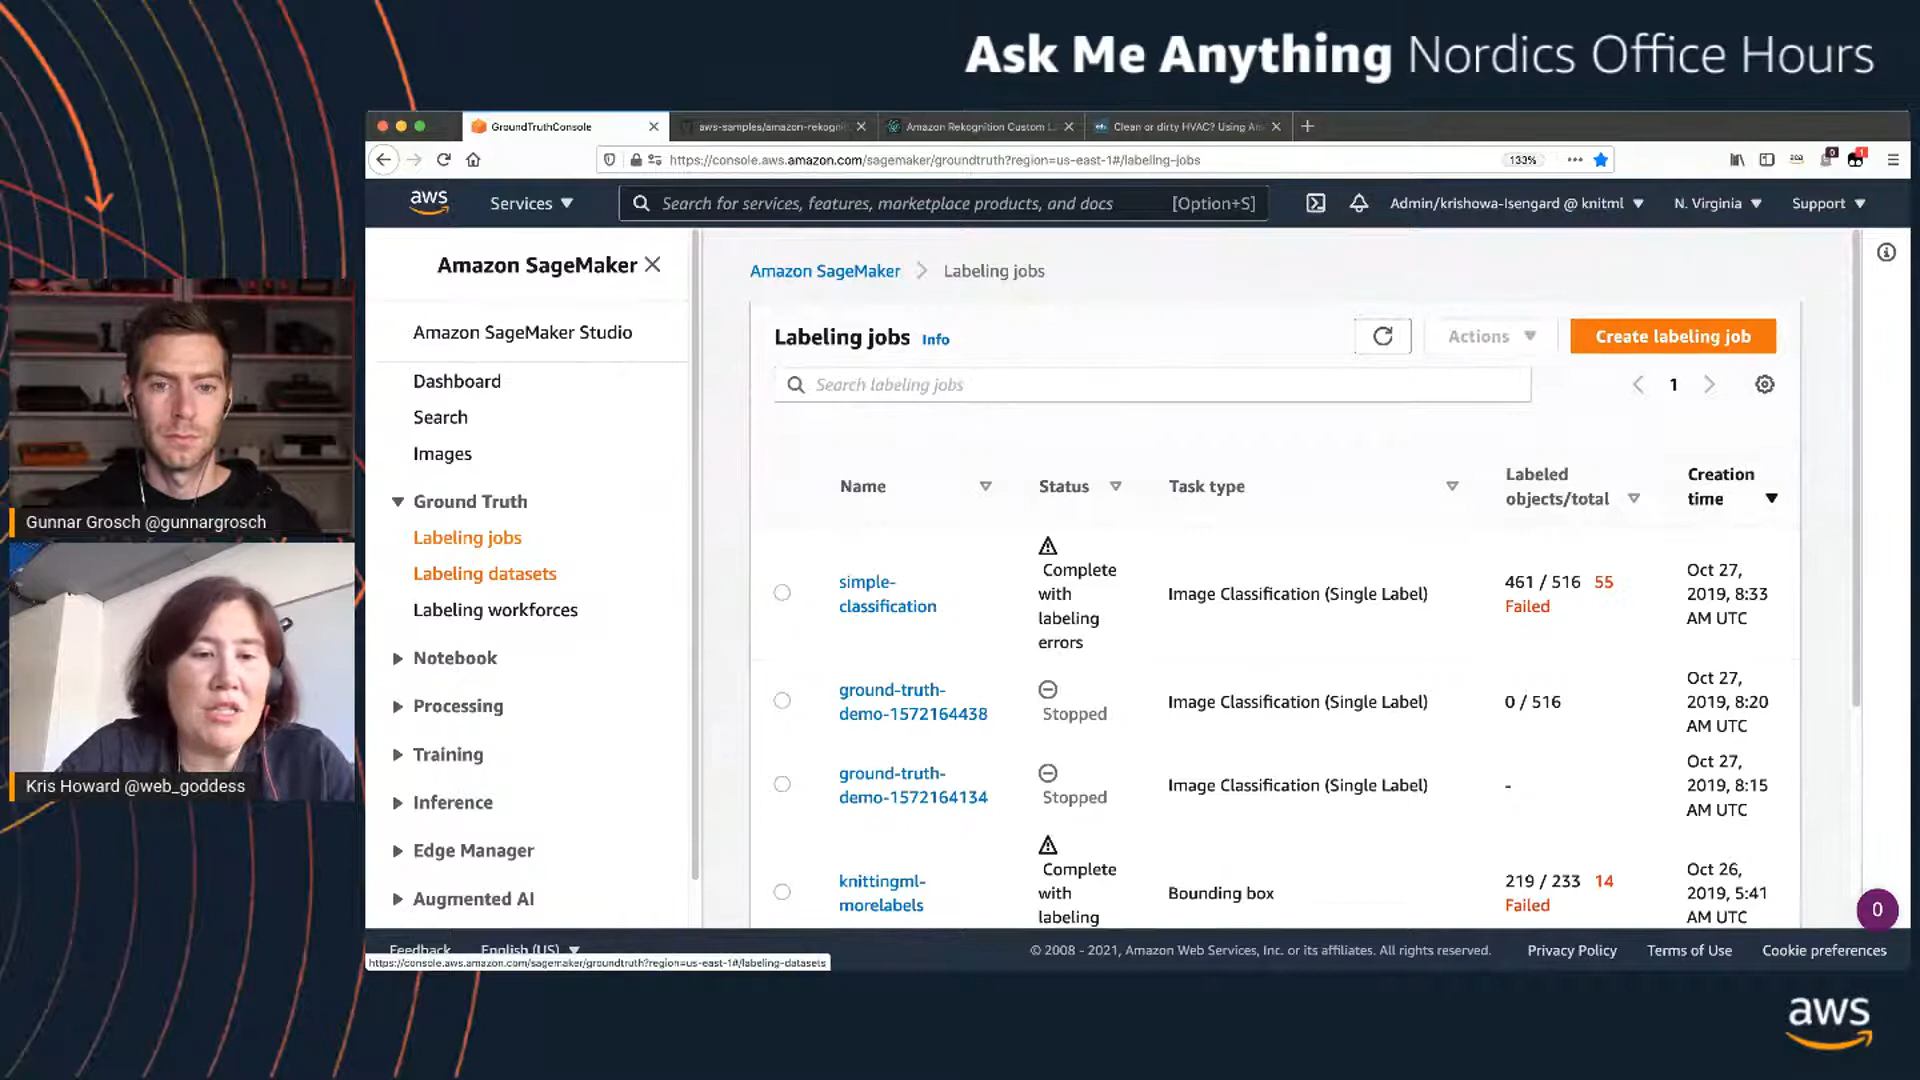 Ask Me Anything Nordics Office Hours
GroundTruthConsole
aws-samples/amazon-rekogni
Amazon Rekognition Custom L
Clean or dirty HVAC? Using Am
https://console.aws.amazon.com/sagemaker/groundtruth?region=us-east-1#/labeling-jobs
133%
aws
Services
Search for services, features, marketplace products, and docs
[Option+S]
Admin/krishowa-Isengard @ knitml
N. Virginia
Support
Amazon SageMaker
Amazon SageMaker Studio
Dashboard
Search
Images
Ground Truth
Labeling jobs
Labeling datasets
Labeling workforces
Notebook
Processing
Training
Inference
Edge Manager
Augmented AI
Amazon SageMaker > Labeling jobs
Labeling jobs Info
Actions
Create labeling job
Search labeling jobs
1
Name
Status
Task type
Labeled
objects/total
Creation
time
simple-
classification
Complete
with
labeling
errors
Image Classification (Single Label)
461 / 516 55
Failed
Oct 27,
2019, 8:33
AM UTC
ground-truth-
demo-1572164438
Stopped
Image Classification (Single Label)
0 / 516
Oct 27,
2019, 8:20
AM UTC
ground-truth-
demo-1572164134
Stopped
Image Classification (Single Label)
-
Oct 27,
2019, 8:15
AM UTC
knittingml-
morelabels
Complete
with
labeling
Bounding box
219 / 233 14
Failed
Oct 26,
2019, 5:41
AM UTC
0
Feedback
English (US)
© 2008 - 2021, Amazon Web Services, Inc. or its affiliates. All rights reserved.
Privacy Policy
Terms of Use
Cookie preferences
https://console.aws.amazon.com/sagemaker/groundtruth?region=us-east-1#/labeling-datasets
Gunnar Grosch @gunnargrosch
Kris Howard @web_goddess
aws